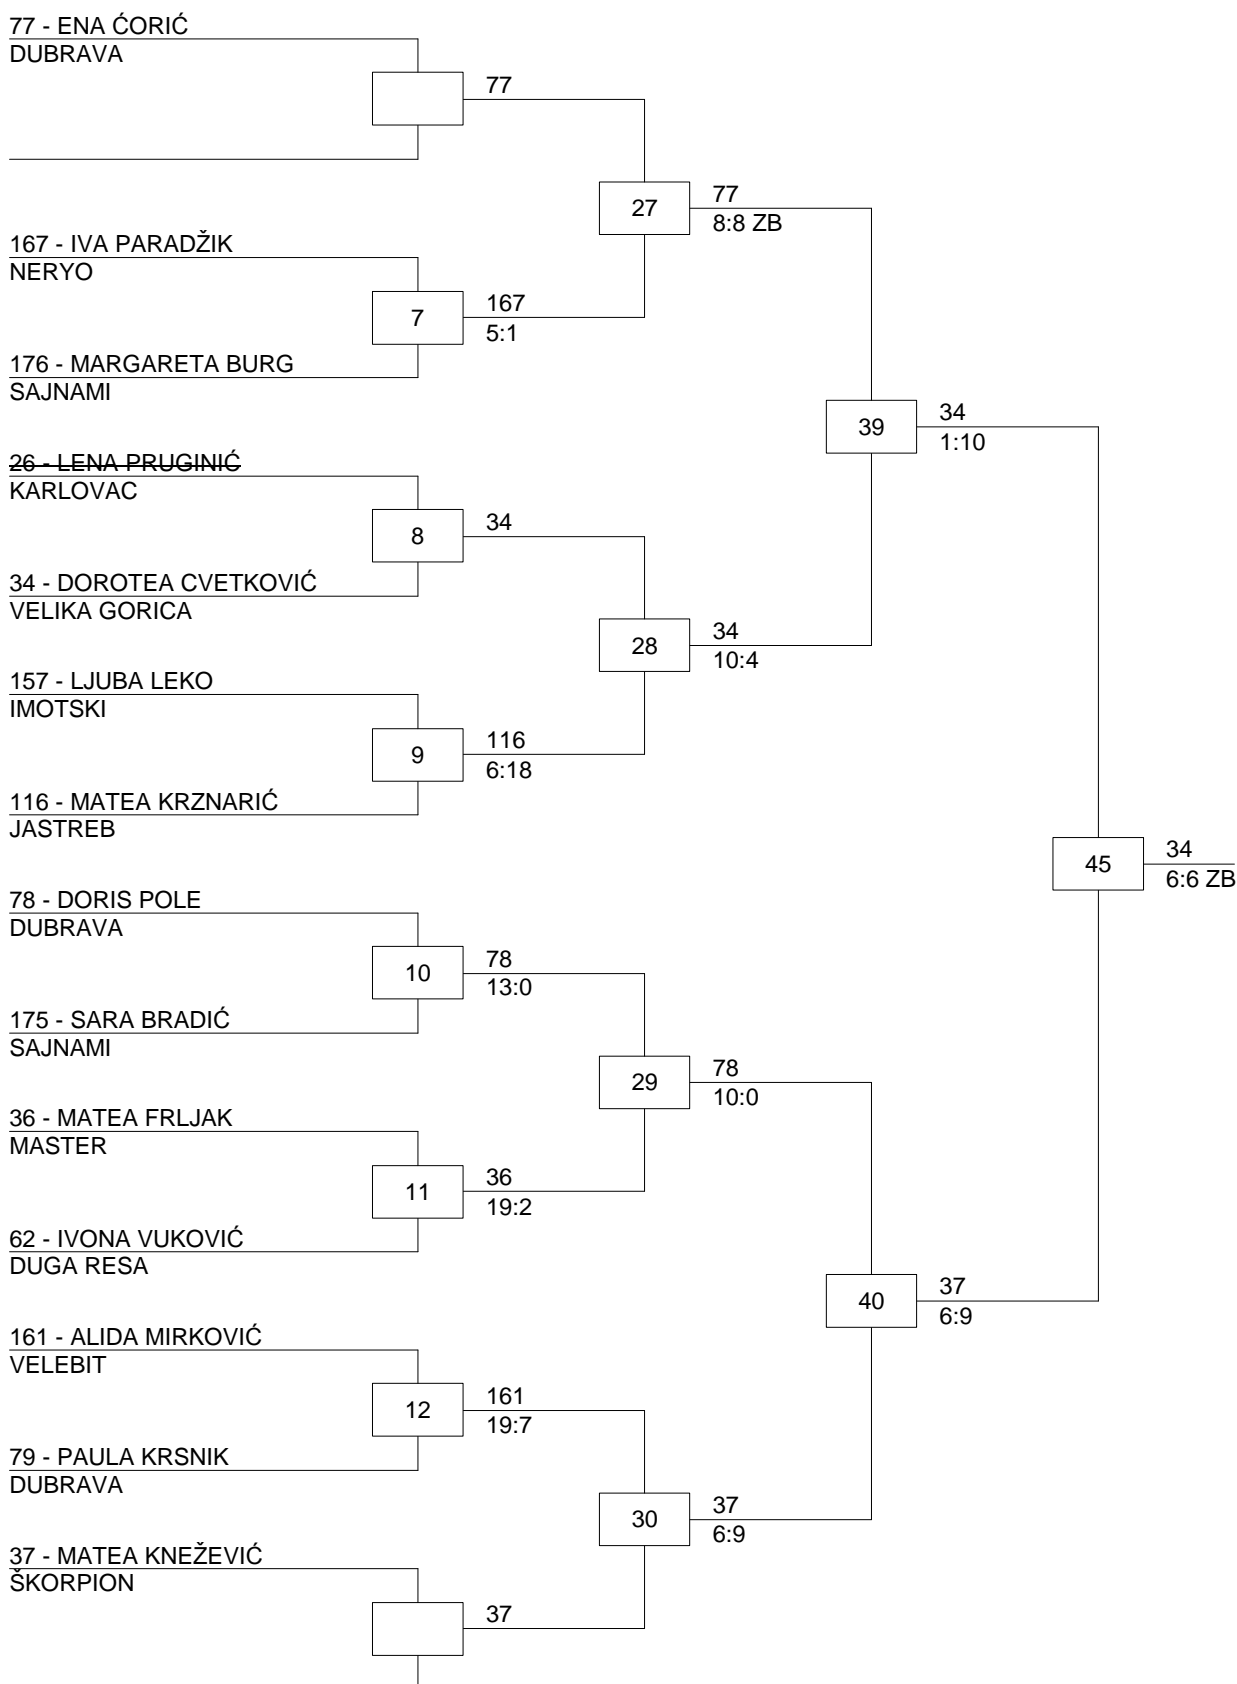 77 - ENA ĆORIĆ
DUBRAVA
77
27
77
8:8 ZB
167 - IVA PARADŽIK
NERYO
7
167
5:1
176 - MARGARETA BURG
SAJNAMI
39
34
1:10
26 - LENA PRUGINIĆ
KARLOVAC
8
34
34 - DOROTEA CVETKOVIĆ
VELIKA GORICA
28
34
10:4
157 - LJUBA LEKO
IMOTSKI
9
116
6:18
116 - MATEA KRZNARIĆ
JASTREB
45
34
6:6 ZB
78 - DORIS POLE
DUBRAVA
10
78
13:0
175 - SARA BRADIĆ
SAJNAMI
29
78
10:0
36 - MATEA FRLJAK
MASTER
11
36
19:2
62 - IVONA VUKOVIĆ
DUGA RESA
40
37
6:9
161 - ALIDA MIRKOVIĆ
VELEBIT
12
161
19:7
79 - PAULA KRSNIK
DUBRAVA
30
37
6:9
37 - MATEA KNEŽEVIĆ
ŠKORPION
37